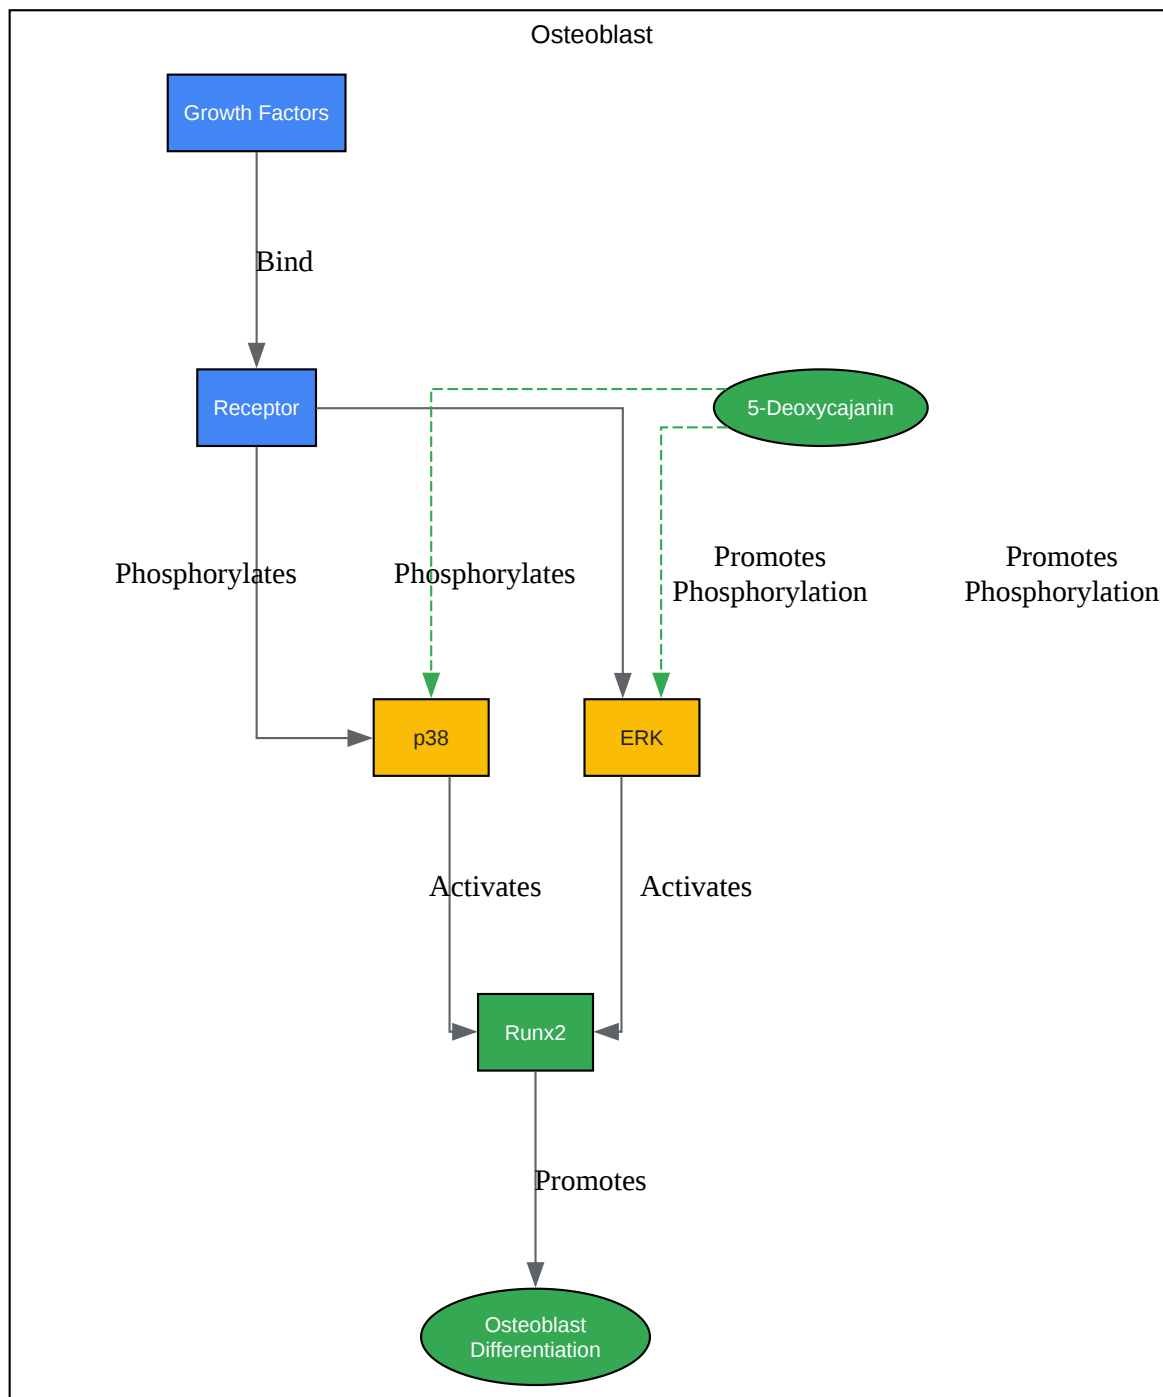 Osteoblast
Growth Factors
Bind
Receptor
5-Deoxycajanin
Phosphorylates
Phosphorylates
Promotes
Phosphorylation
Promotes
Phosphorylation
p38
ERK
Activates
Activates
Runx2
Promotes
Osteoblast
Differentiation